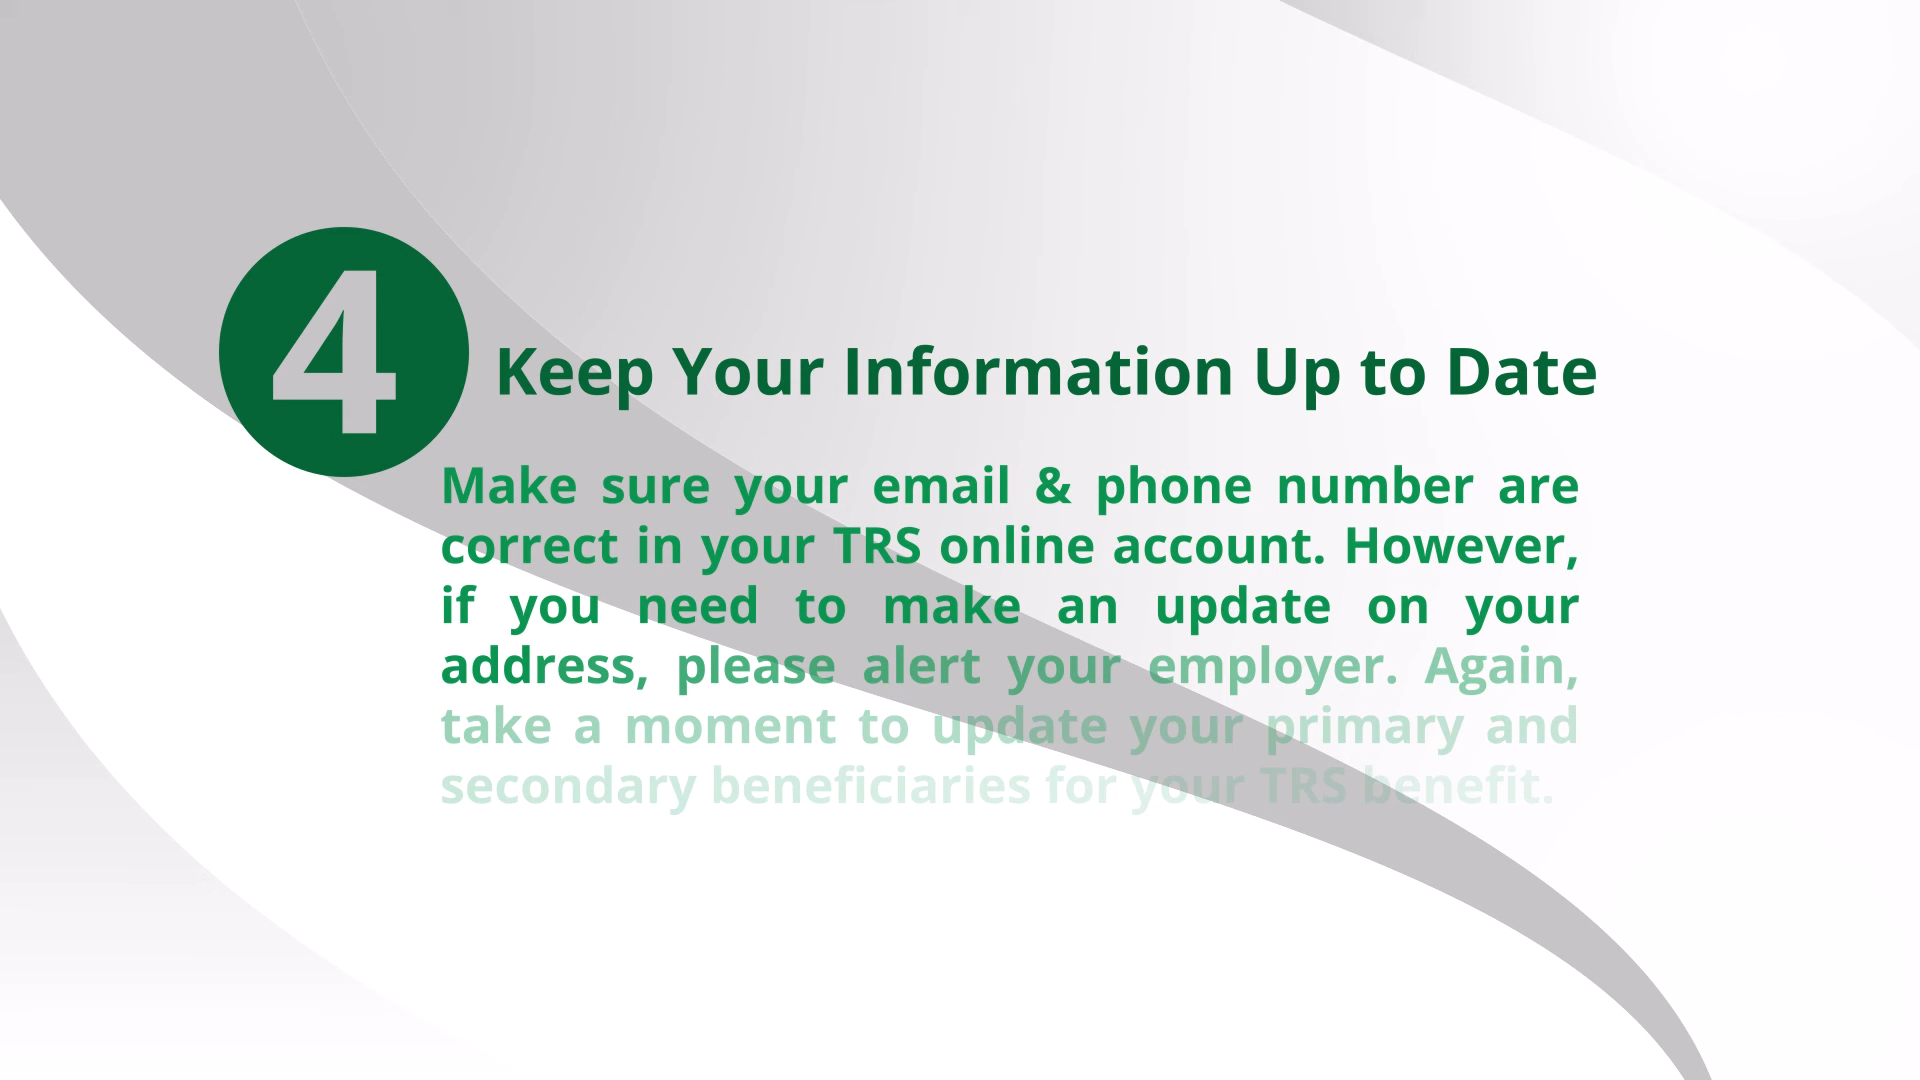 4
Keep Your Information Up to Date
Make sure your email & phone number are
correct in your TRS online account. However,
if you need to make an update on your
address, please alert your employer. Again,
take a moment to update your primary and
secondary beneficiaries for your TRS benefit.